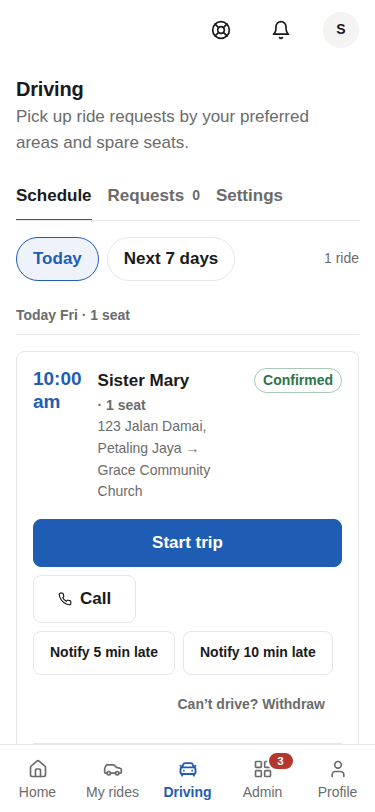 S
Driving
Pick up ride requests by your preferred
areas and spare seats.
Schedule Requests 0 Settings
Today Next 7 days 1 ride
Today Fri · 1 seat
10:00 am Sister Mary Confirmed
· 1 seat
123 Jalan Damai,
Petaling Jaya →
Grace Community
Church
Start trip
Call
Notify 5 min late Notify 10 min late
Can’t drive? Withdraw
3
Home My rides Driving Admin Profile